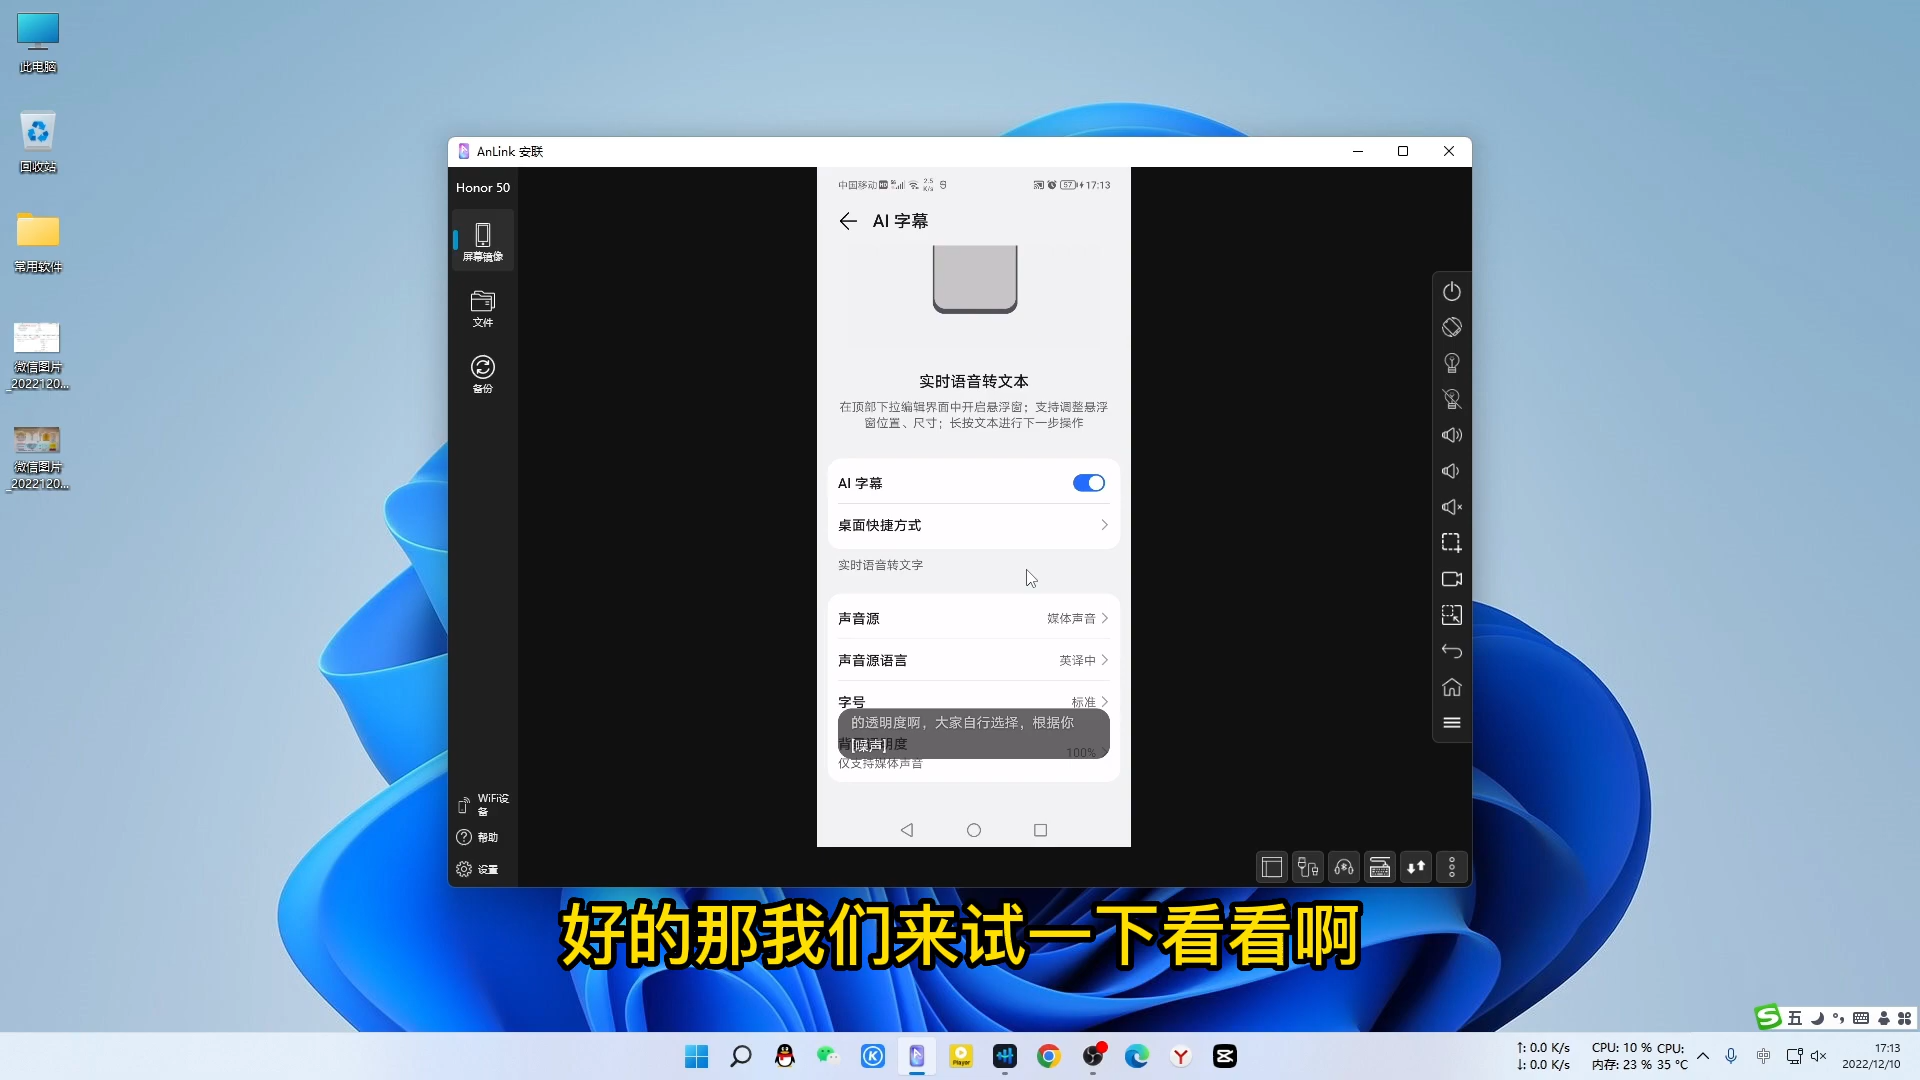 此电脑
回收站
常用软件
微信图片
_2022120...
微信图片
_2022120...
AnLink 安联
Honor 50
屏幕镜像
文件
备份
WiFi设
备
帮助
设置
中国移动 HD 2.5 K/s 57 17:13
AI 字幕
实时语音转文本
在顶部下拉编辑界面中开启悬浮窗；支持调整悬浮
窗位置、尺寸；长按文本进行下一步操作
AI 字幕
桌面快捷方式
实时语音转文字
声音源 媒体声音
声音源语言 英译中
字号 标准
的透明度啊，大家自行选择，根据你
[噪声]
100%
仅支持媒体声音
好的那我们来试一下看看啊
五
Player
↑: 0.0 K/s CPU: 10 % CPU:
↓: 0.0 K/s 内存: 23 % 35 °C
中
17:13
2022/12/10